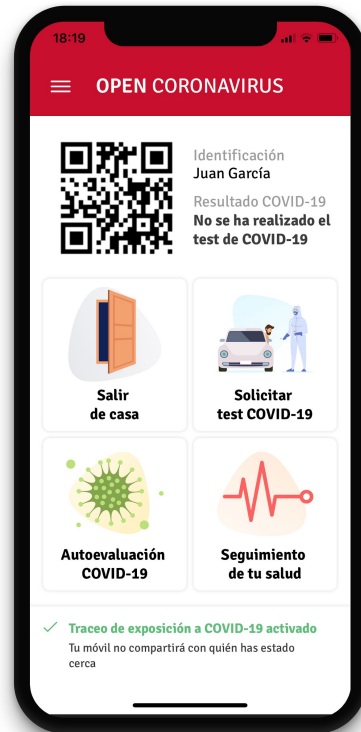 18:19
OPEN CORONAVIRUS
Identificación
Juan García
Resultado COVID-19
No se ha realizado el
test de COVID-19
Salir
de casa
Solicitar
test COVID-19
Autoevaluación
COVID-19
Seguimiento
de tu salud
Traceo de exposición a COVID-19 activado
Tu móvil no compartirá con quién has estado
cerca